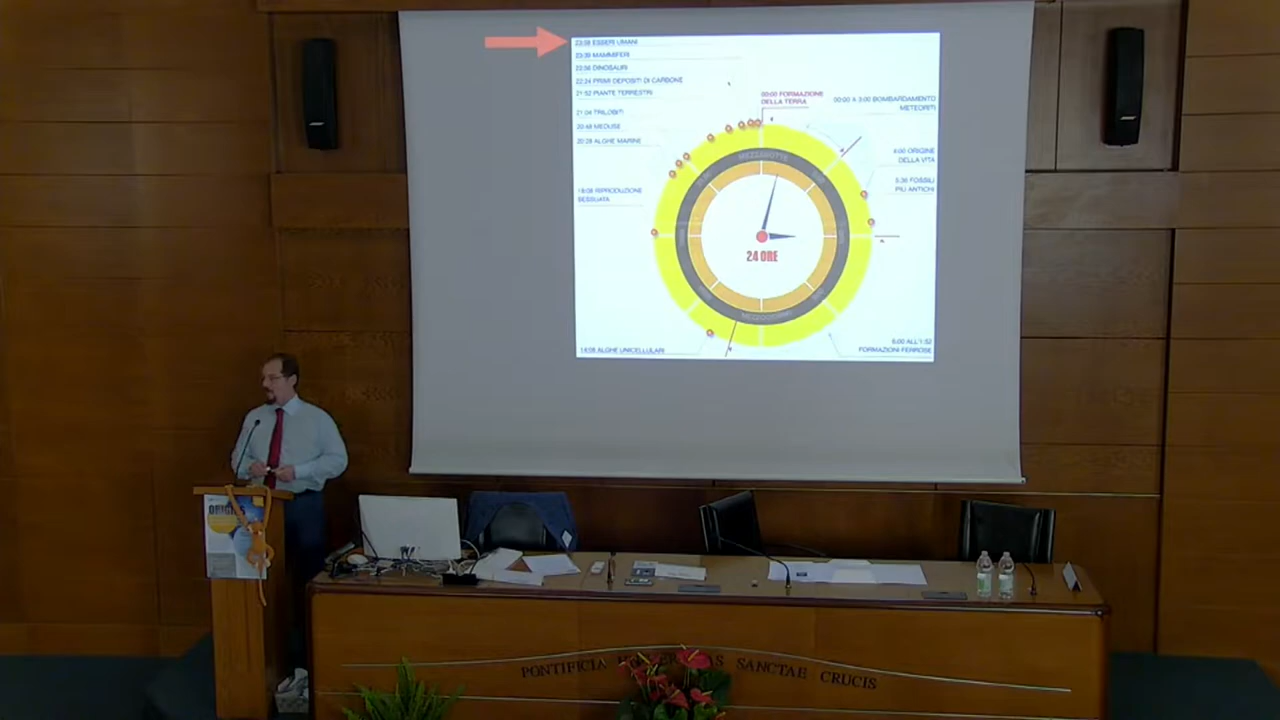 23:58 ESSERI UMANI
23:39 MAMMIFERI
22:56 DINOSAURI
22:24 PRIMI DEPOSITI DI CARBONE
21:52 PIANTE TERRESTRI
21:04 TRILOBITI
20:48 MEDUSE
20:28 ALGHE MARINE
18:08 RIPRODUZIONE
SESSUATA
14:08 ALGHE UNICELLULARI
00:00 FORMAZIONE
DELLA TERRA
00:00 A 3:00 BOMBARDAMENTO
METEORITI
4:00 ORIGINE
DELLA VITA
5:36 FOSSILI
PIÙ ANTICHI
6:00 ALL'1:52
FORMAZIONI FERROSE
MEZZANOTTE
24 ORE
MEZZOGIORNO
ORIGINS
PONTIFICIA
SANCTAE CRUCIS